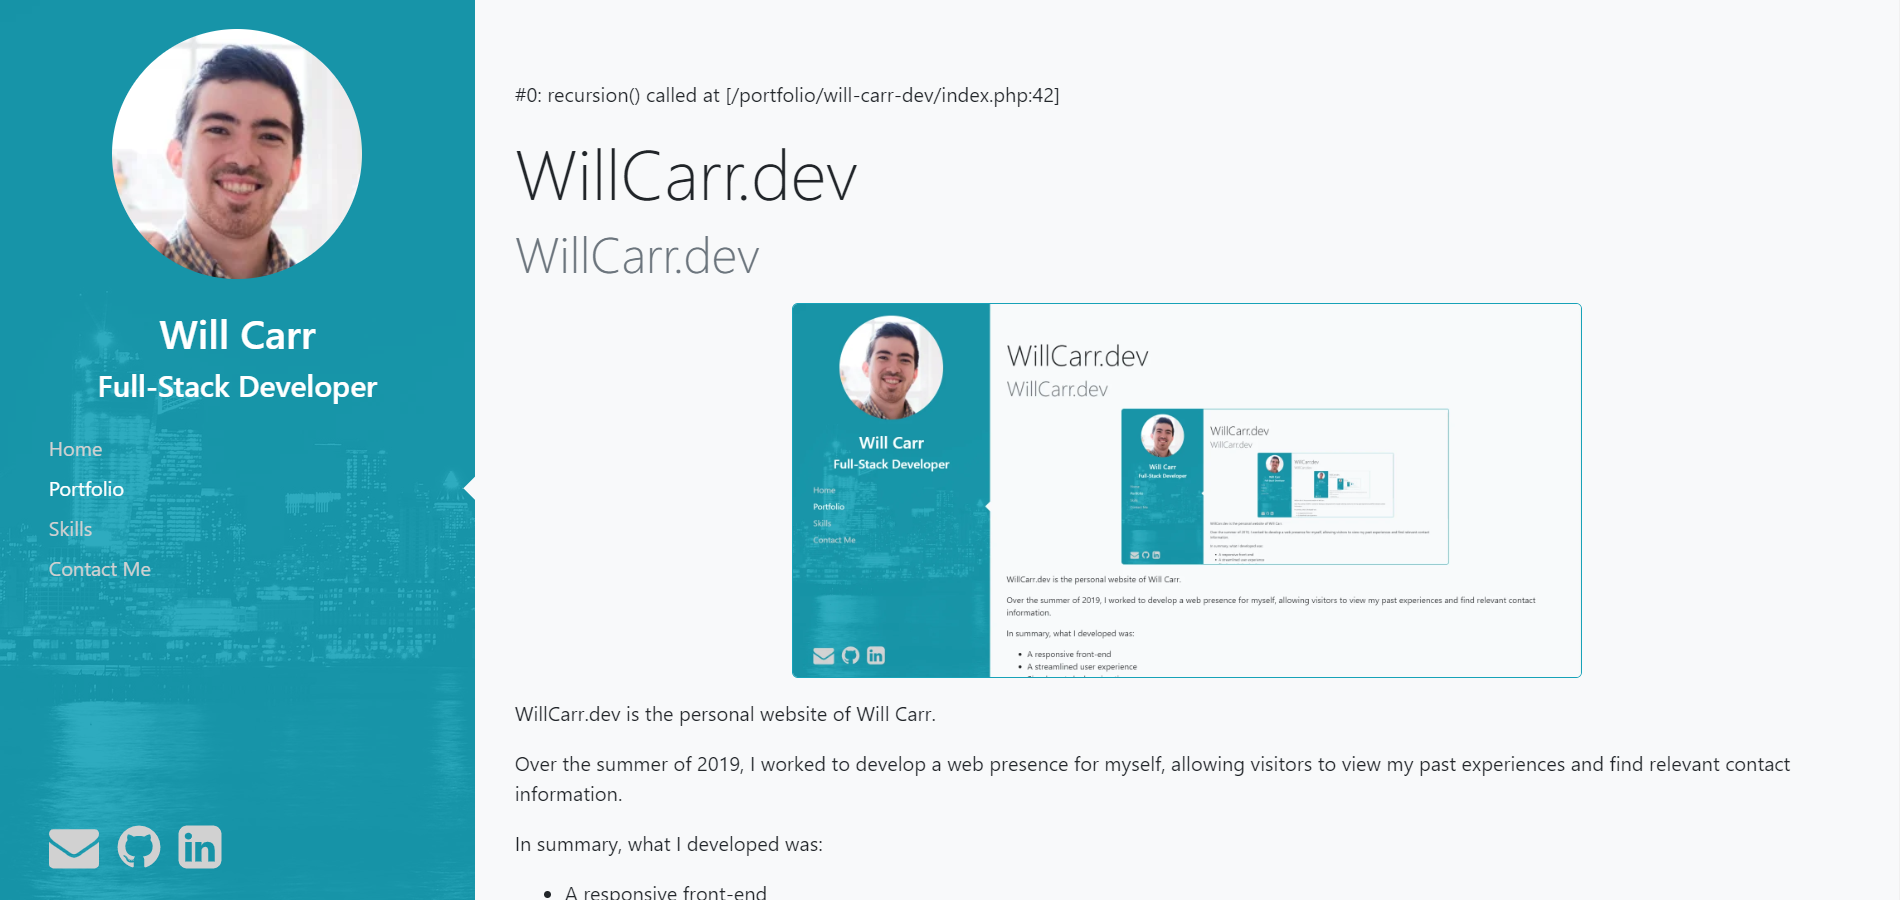 Will Carr
Full-Stack Developer
Home
Portfolio
Skills
Contact Me
in
#0: recursion() called at [/portfolio/will-carr-dev/index.php:42]
WillCarr.dev
WillCarr.dev
Will Carr
Full-Stack Developer
Home
Portfolio
Skills
Contact Me
in
WillCarr.dev
WillCarr.dev
Will Carr
Full-Stack Developer
WillCarr.dev
WillCarr.dev
WillCarr.dev is the personal website of Will Carr.
Over the summer of 2019, I worked to develop a web presence for myself, allowing visitors to view my past experiences and find relevant contact
information.
In summary, what I developed was:
• A responsive front-end
• A streamlined user experience
WillCarr.dev is the personal website of Will Carr.
Over the summer of 2019, I worked to develop a web presence for myself, allowing visitors to view my past experiences and find relevant contact
information.
In summary, what I developed was:
• A responsive front-end